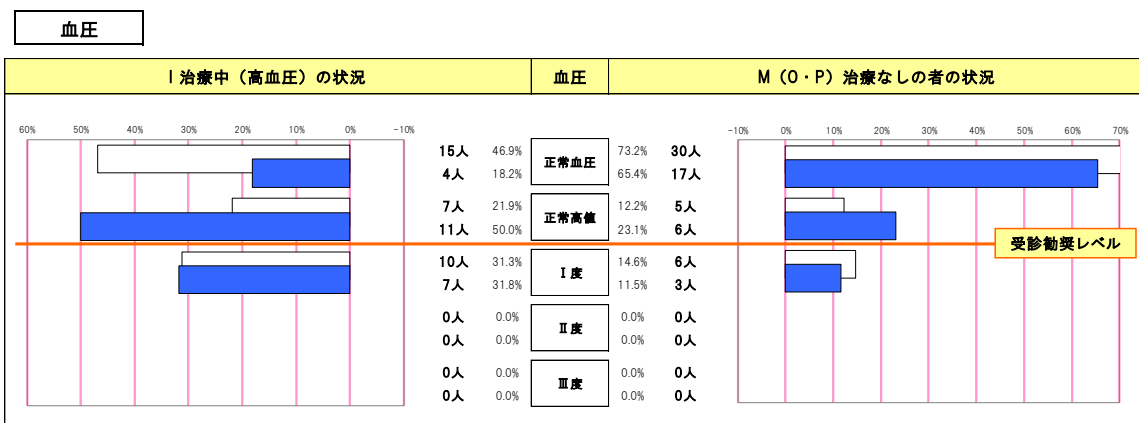 血圧
Ⅰ 治療中（高血圧）の状況 血圧 M（O・P）治療なしの者の状況
60% 50% 40% 30% 20% 10% 0% -10% -10% 0% 10% 20% 30% 40% 50% 60% 70%
15人 46.9% 正常血圧 73.2% 30人
4人 18.2% 65.4% 17人
7人 21.9% 正常高値 12.2% 5人
11人 50.0% 23.1% 6人
受診勧奨レベル
10人 31.3% Ⅰ度 14.6% 6人
7人 31.8% 11.5% 3人
0人 0.0% Ⅱ度 0.0% 0人
0人 0.0% 0.0% 0人
0人 0.0% Ⅲ度 0.0% 0人
0人 0.0% 0.0% 0人